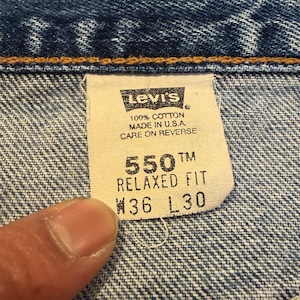 Levi's ®
100% COTTON
MADE IN U.S.A.
CARE ON REVERSE
550™
RELAXED FIT
W36 L30